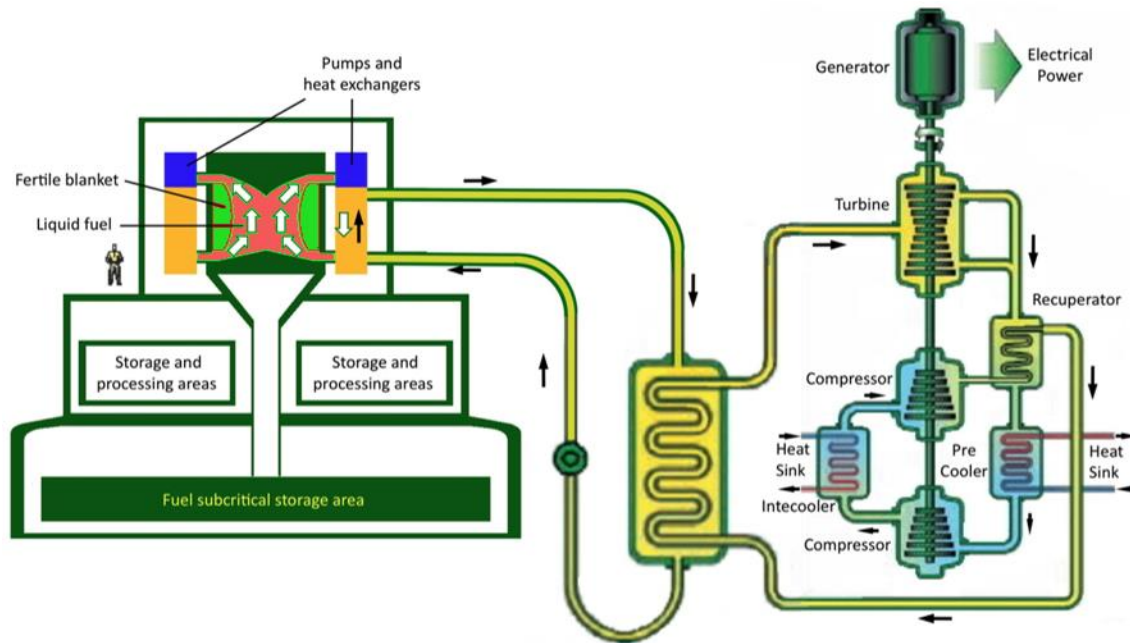 Pumps and
heat exchangers
Fertile blanket
Liquid fuel
Storage and
processing areas
Storage and
processing areas
Fuel subcritical storage area
Generator
Electrical
Power
Turbine
Recuperator
Compressor
Heat
Sink
Pre
Cooler
Heat
Sink
Intecooler
Compressor